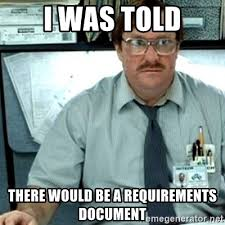 I WAS TOLD
THERE WOULD BE A REQUIREMENTS
DOCUMENT
emegenerator.net